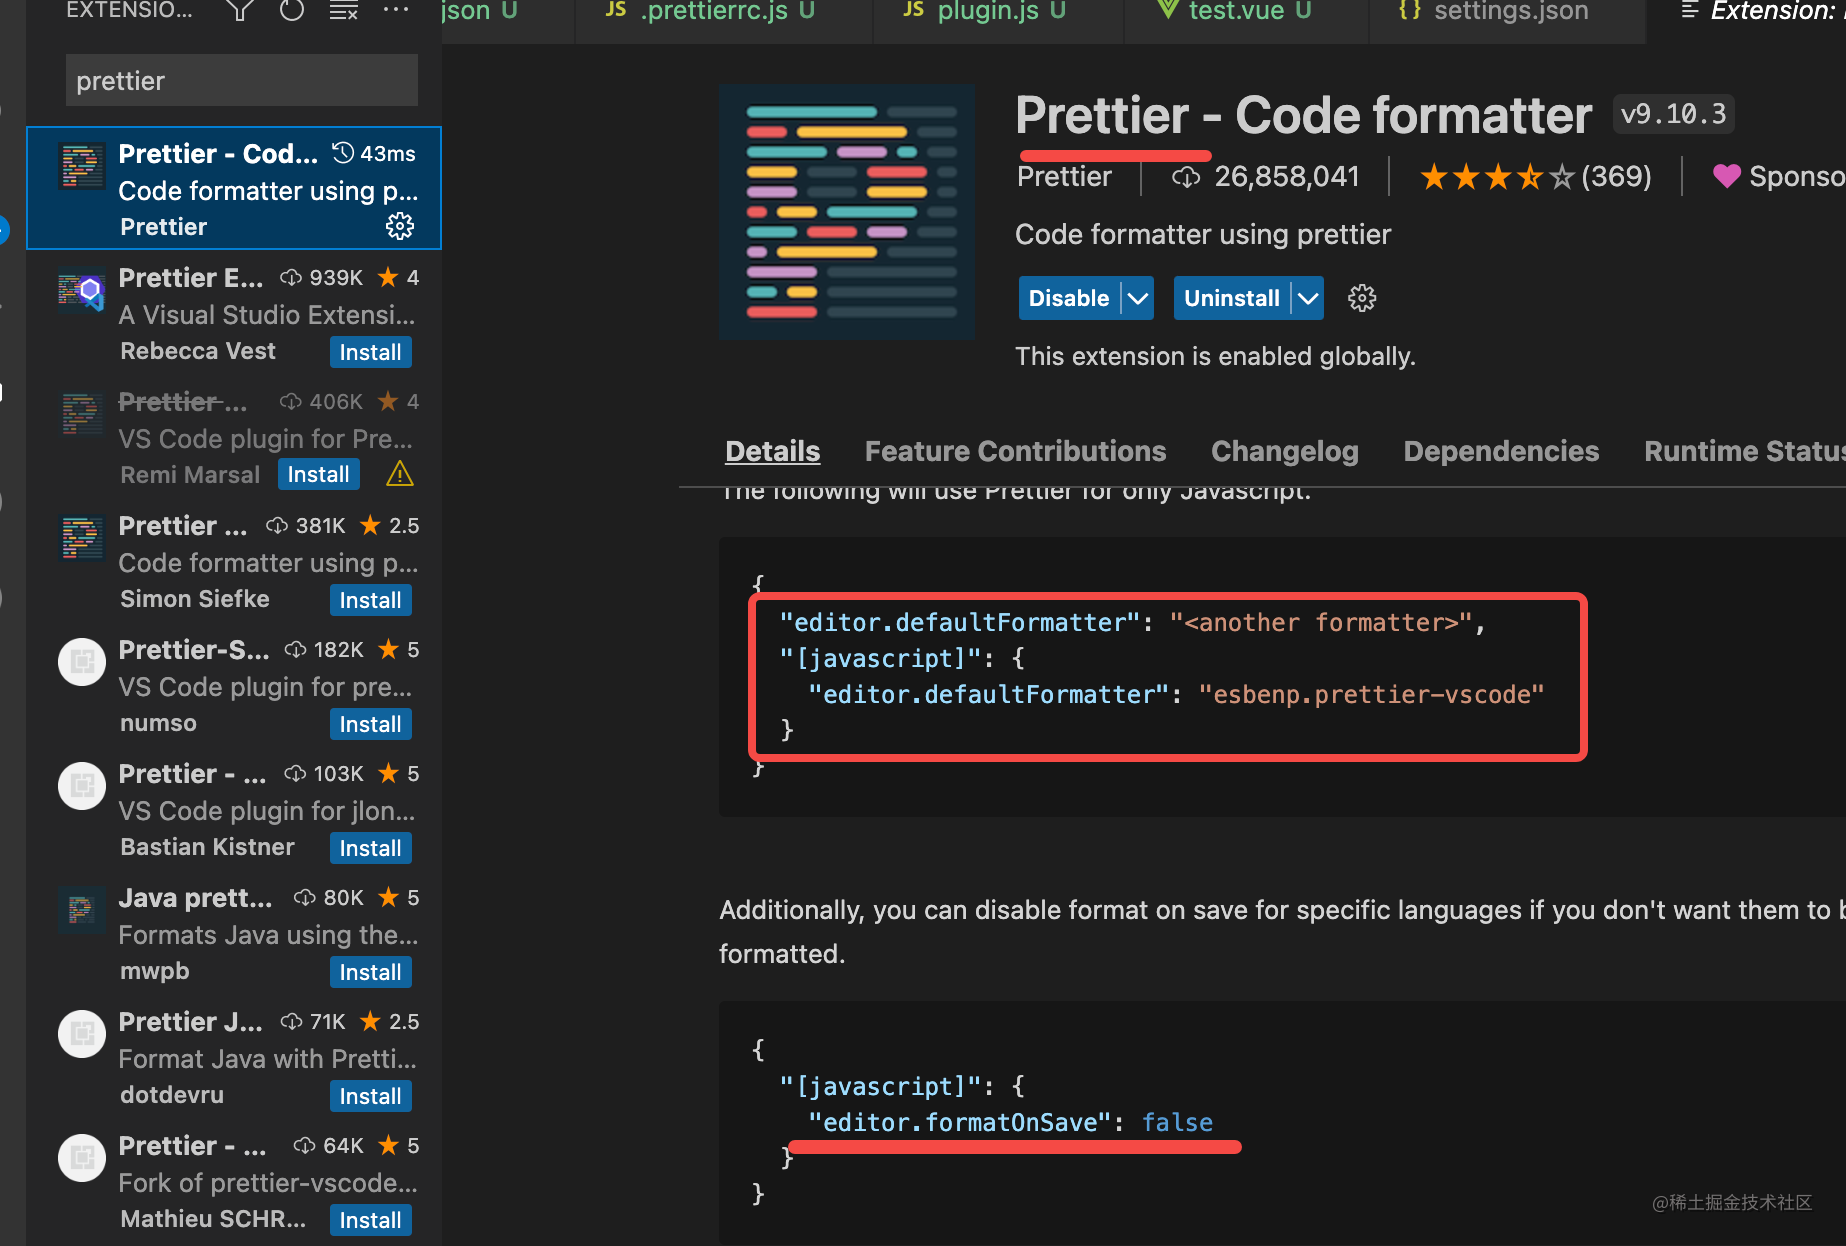 EXTENSIO...
json U
JS .prettierrc.js U
JS plugin.js U
test.vue U
{} settings.json
Extension:
prettier
Prettier - Cod... 43ms
Code formatter using p...
Prettier
Prettier E... 939K ★ 4
A Visual Studio Extensi...
Rebecca Vest Install
Prettier ... 406K ★ 4
VS Code plugin for Pre...
Remi Marsal Install
Prettier ... 381K ★ 2.5
Code formatter using p...
Simon Siefke Install
Prettier-S... 182K ★ 5
VS Code plugin for pre...
numso Install
Prettier - ... 103K ★ 5
VS Code plugin for jlon...
Bastian Kistner Install
Java prett... 80K ★ 5
Formats Java using the...
mwpb Install
Prettier J... 71K ★ 2.5
Format Java with Pretti...
dotdevru Install
Prettier - ... 64K ★ 5
Fork of prettier-vscode...
Mathieu SCHR... Install
Prettier - Code formatter v9.10.3
Prettier 26,858,041 (369) Sponso
Code formatter using prettier
Disable Uninstall
This extension is enabled globally.
Details Feature Contributions Changelog Dependencies Runtime Status
The following will use Prettier for only Javascript.
{
"editor.defaultFormatter": "<another formatter>",
"[javascript]": {
"editor.defaultFormatter": "esbenp.prettier-vscode"
}
}
Additionally, you can disable format on save for specific languages if you don't want them to b
formatted.
{
"[javascript]": {
"editor.formatOnSave": false
}
}
@稀土掘金技术社区